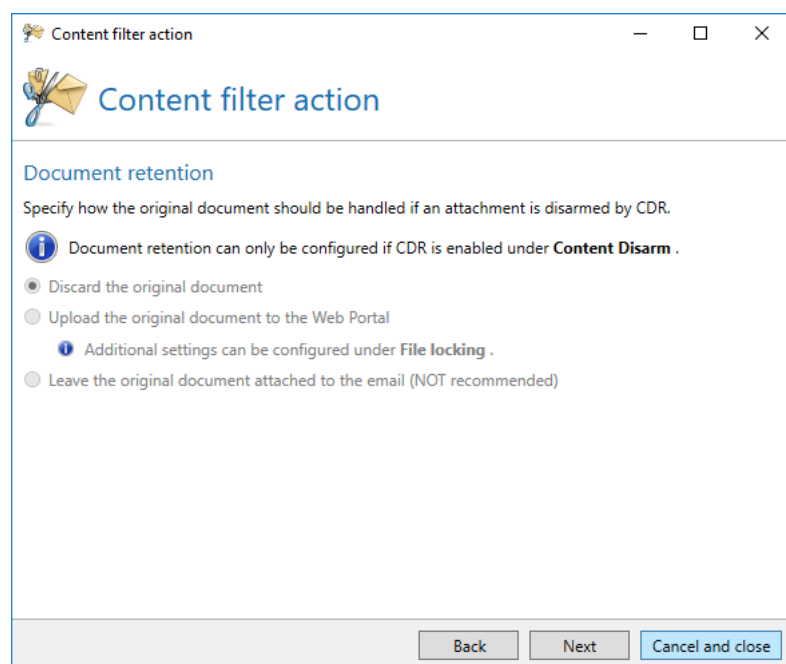 Content filter action
Content filter action
Document retention
Specify how the original document should be handled if an attachment is disarmed by CDR.
Document retention can only be configured if CDR is enabled under Content Disarm .
Discard the original document
Upload the original document to the Web Portal
Additional settings can be configured under File locking .
Leave the original document attached to the email (NOT recommended)
Back Next Cancel and close